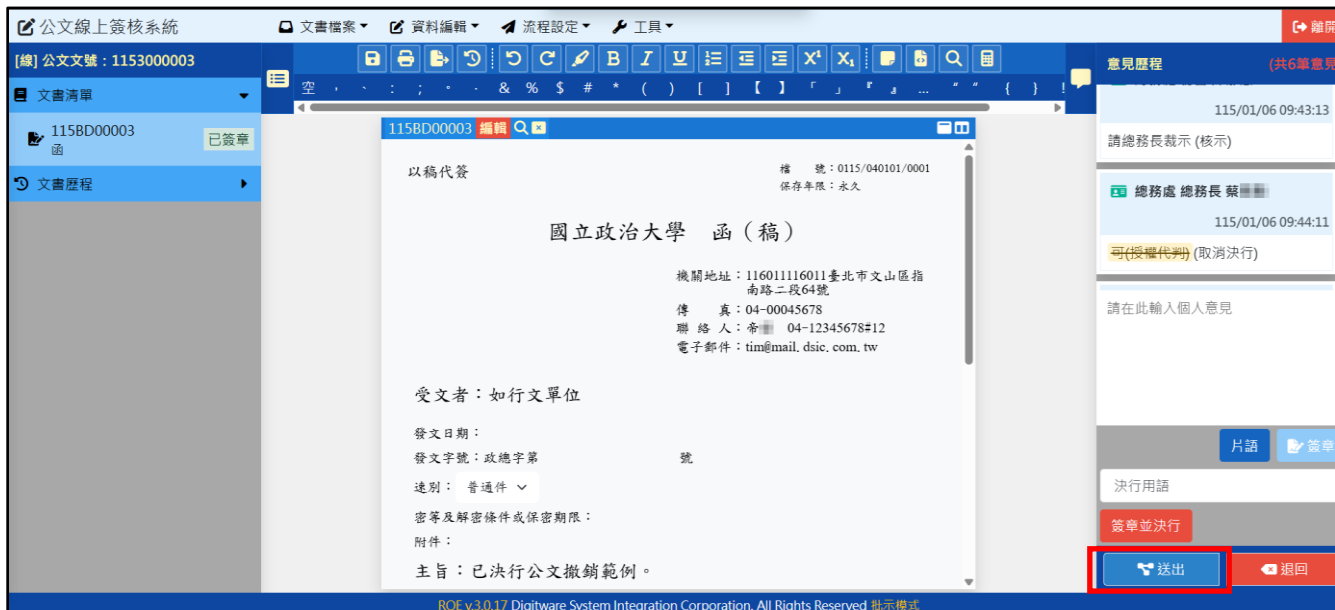 公文線上簽核系統 文書檔案 資料編輯 流程設定 工具 離開
[線] 公文文號：1153000003
文書清單
115BD00003
函
已簽章
文書歷程
B I U X¹ X₁
空 ， 、 ： ； 。 ． & % $ # * ( ) [ ] 【 】 「 」 『 』 … “ ” { } !
115BD00003 編輯
以稿代簽
檔 號：0115/040101/0001
保存年限：永久
國立政治大學 函（稿）
機關地址：116011116011臺北市文山區指
南路二段64號
傳 真：04-00045678
聯 絡 人：帝 04-12345678#12
電子郵件：tim@mail.dsic.com.tw
受文者：如行文單位
發文日期：
發文字號：政總字第 號
速別： 普通件
密等及解密條件或保密期限：
附件：
主旨：已決行公文撤銷範例。
意見歷程 (共6筆意見
115/01/06 09:43:13
請總務長裁示 (核示)
總務處 總務長 蔡
115/01/06 09:44:11
可(授權代判) (取消決行)
請在此輸入個人意見
片語 簽章
決行用語
簽章並決行
送出 退回
ROE v.3.0.17 Digitware System Integration Corporation. All Rights Reserved 批示模式